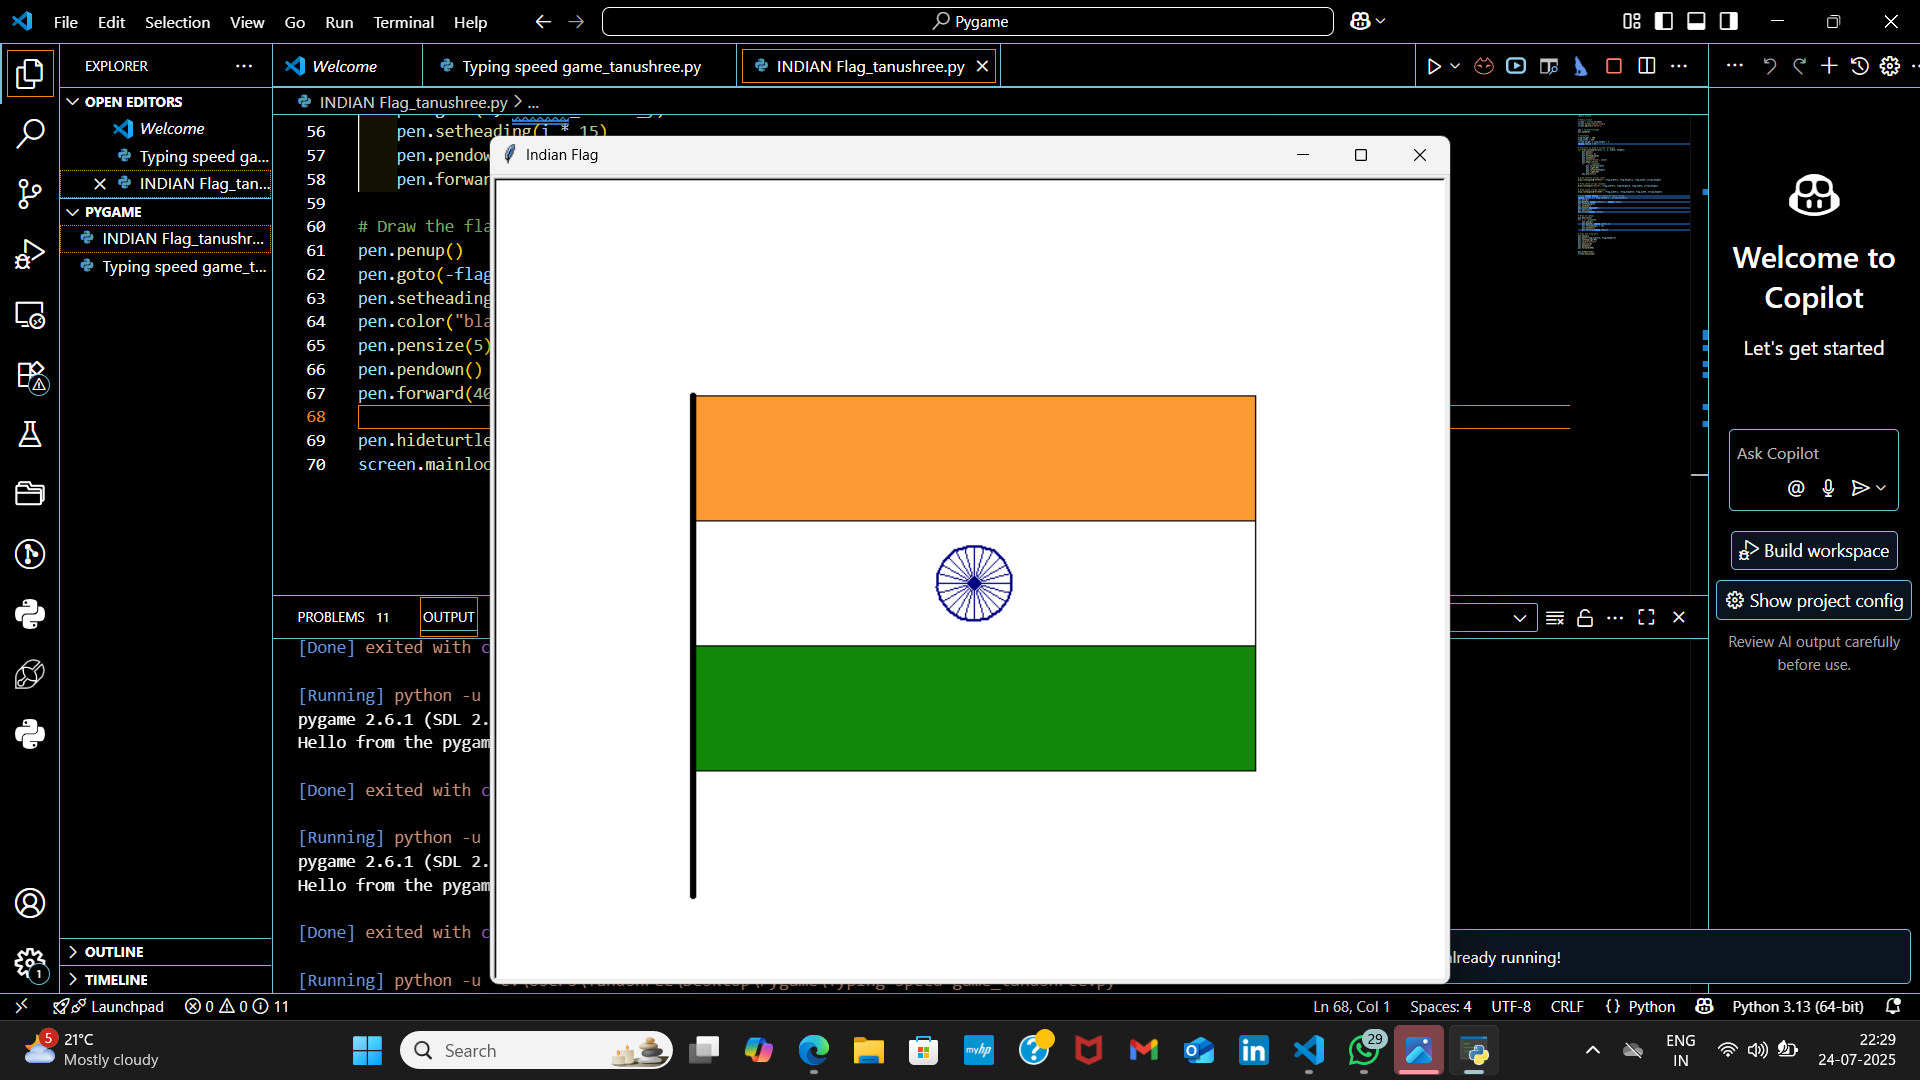 File Edit Selection View Go Run Terminal Help
Pygame
EXPLORER
OPEN EDITORS
Welcome
Typing speed ga...
INDIAN Flag_tan...
PYGAME
INDIAN Flag_tanushr...
Typing speed game_t...
OUTLINE
TIMELINE
Welcome
Typing speed game_tanushree.py
INDIAN Flag_tanushree.py
INDIAN Flag_tanushree.py > ...
56 pen.setheading(i * 15)
57 pen.pendow
58 pen.forwar
59
60 # Draw the fla
61 pen.penup()
62 pen.goto(-flag
63 pen.setheading
64 pen.color("bla
65 pen.pensize(5)
66 pen.pendown()
67 pen.forward(40
68
69 pen.hideturtle
70 screen.mainloo
Indian Flag
PROBLEMS 11
OUTPUT
[Done] exited with c
[Running] python -u
pygame 2.6.1 (SDL 2.
Hello from the pygam
[Done] exited with c
[Running] python -u
pygame 2.6.1 (SDL 2.
Hello from the pygam
[Done] exited with c
[Running] python -u
Welcome to
Copilot
Let's get started
Ask Copilot
Build workspace
Show project config
Review AI output carefully
before use.
already running!
Launchpad
0 0 11
Ln 68, Col 1
Spaces: 4
UTF-8
CRLF
{} Python
Python 3.13 (64-bit)
1
5
21°C
Mostly cloudy
Search
myhp
29
ENG
IN
22:29
24-07-2025